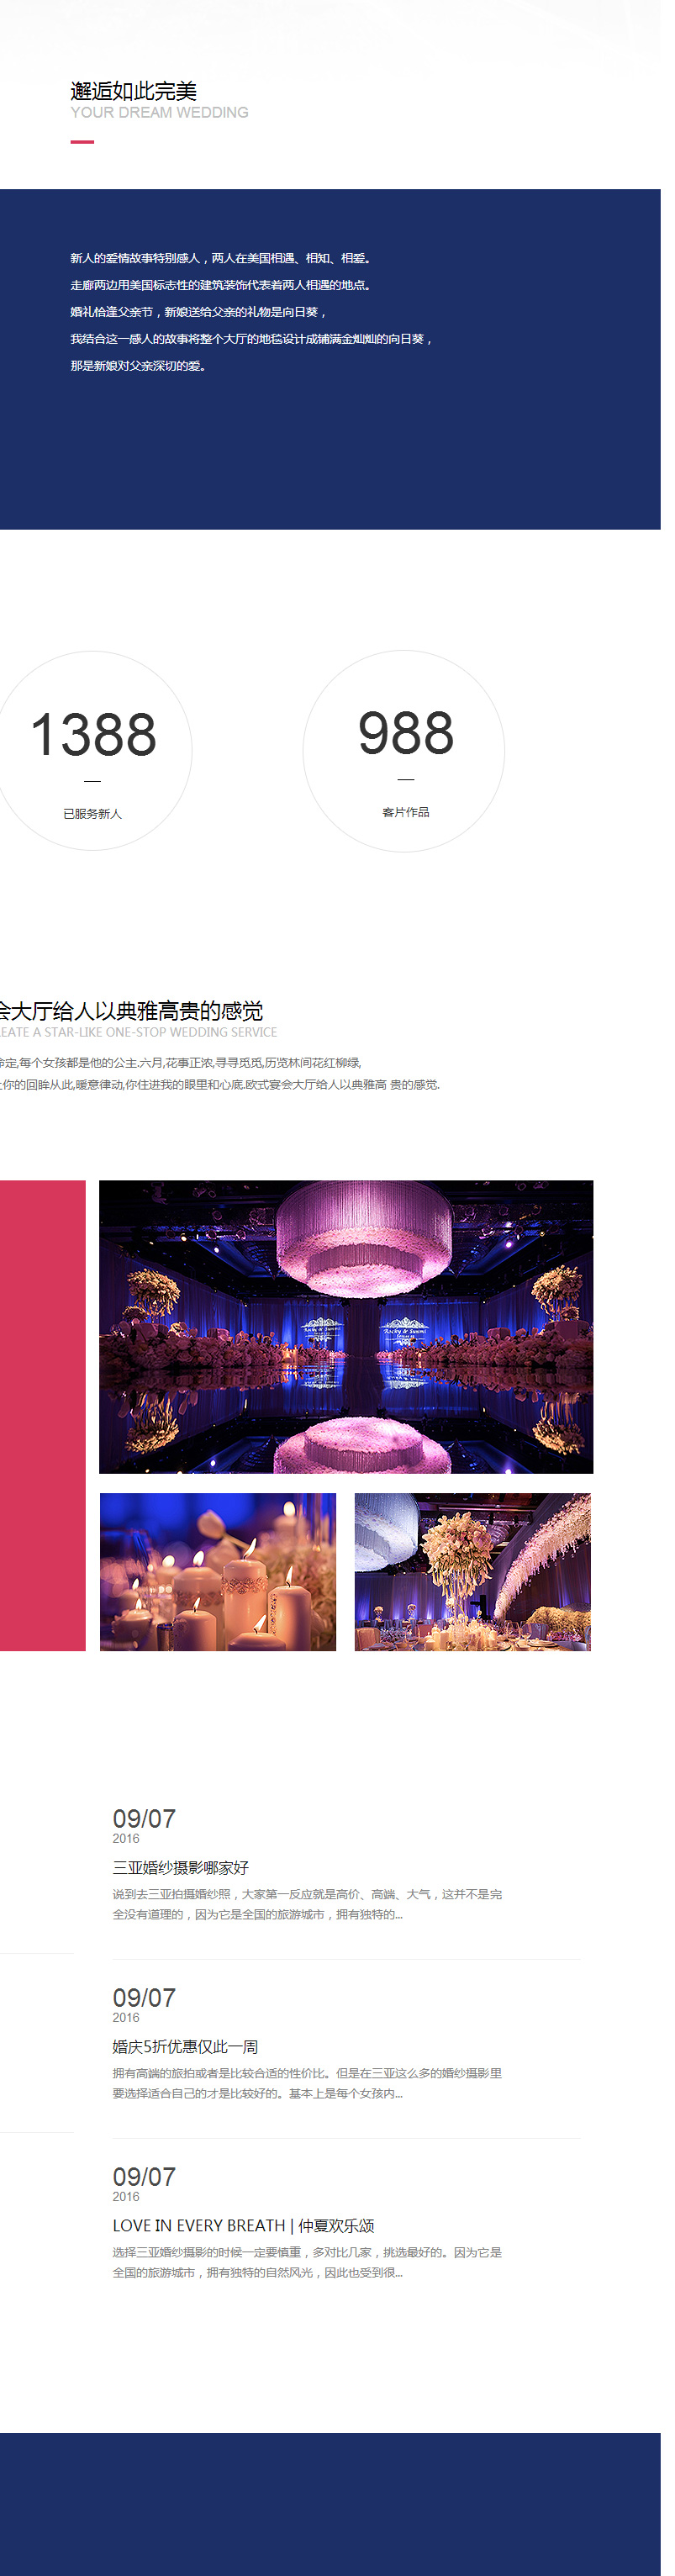 邂逅如此完美
YOUR DREAM WEDDING
新人的爱情故事特别感人，两人在美国相遇、相知、相爱。
走廊两边用美国标志性的建筑装饰代表着两人相遇的地点。
婚礼恰逢父亲节，新娘送给父亲的礼物是向日葵，
我结合这一感人的故事将整个大厅的地毯设计成铺满金灿灿的向日葵，
那是新娘对父亲深切的爱。
1388
已服务新人
988
客片作品
会大厅给人以典雅高贵的感觉
EATE A STAR-LIKE ONE-STOP WEDDING SERVICE
命定,每个女孩都是他的公主.六月,花事正浓,寻寻觅觅,历览林间花红柳绿,
你的回眸从此,暖意律动,你住进我的眼里和心底.欧式宴会大厅给人以典雅高 贵的感觉.
Rocky & Sunmi
Rocky & Sunmi
09/07
2016
三亚婚纱摄影哪家好
说到去三亚拍摄婚纱照，大家第一反应就是高价、高端、大气，这并不是完
全没有道理的，因为它是全国的旅游城市，拥有独特的...
09/07
2016
婚庆5折优惠仅此一周
拥有高端的旅拍或者是比较合适的性价比。但是在三亚这么多的婚纱摄影里
要选择适合自己的才是比较好的。基本上是每个女孩内...
09/07
2016
LOVE IN EVERY BREATH | 仲夏欢乐颂
选择三亚婚纱摄影的时候一定要慎重，多对比几家，挑选最好的。因为它是
全国的旅游城市，拥有独特的自然风光，因此也受到很...